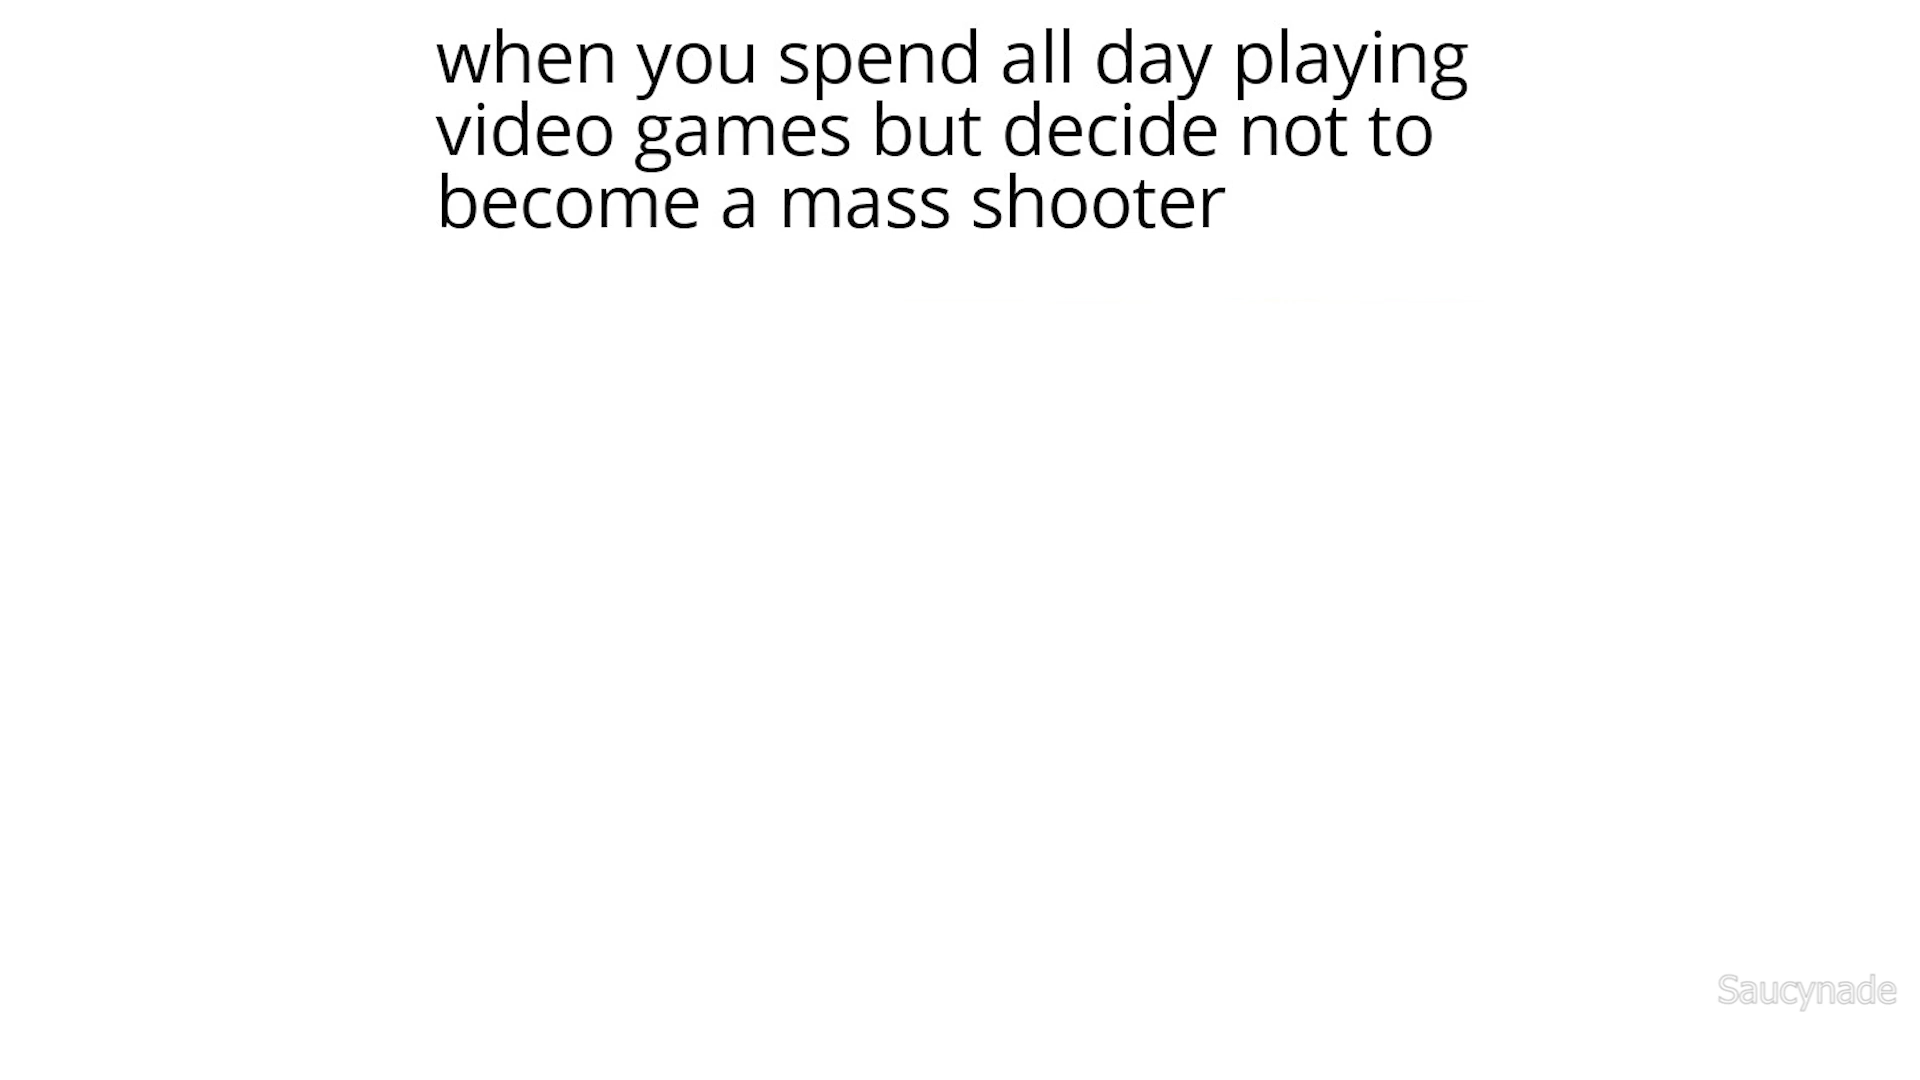 when you spend all day playing
video games but decide not to
become a mass shooter
Saucynade